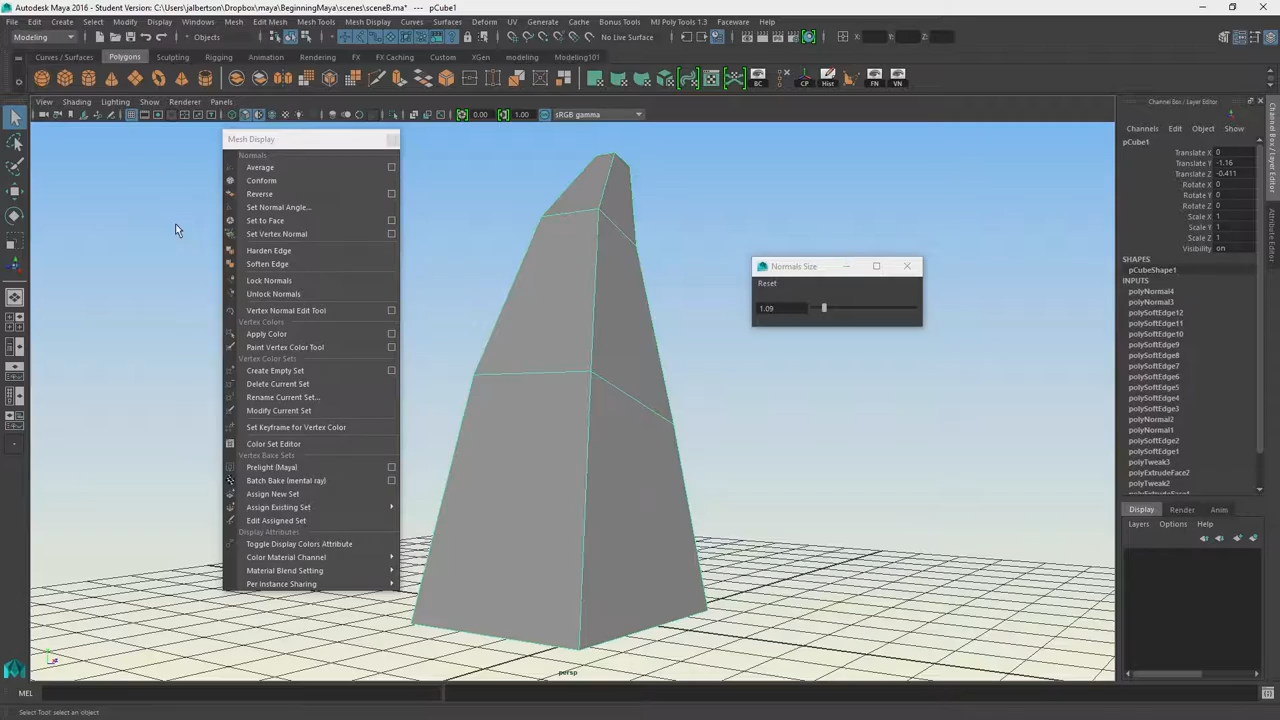 Autodesk Maya 2016 - Student Version: C:\Users\jalbertson\Dropbox\maya\BeginningMaya\scenes\sceneB.ma* --- pCube1
File Edit Create Select Modify Display Windows Mesh Edit Mesh Mesh Tools Mesh Display Curves Surfaces Deform UV Generate Cache Bonus Tools MJ Poly Tools 1.3 Faceware Help
Modeling Objects No Live Surface X: Y: Z:
Curves / Surfaces Polygons Sculpting Rigging Animation Rendering FX FX Caching Custom XGen modeling Modeling101
BC CP Hist FN VN
View Shading Lighting Show Renderer Panels
0.00 1.00 sRGB gamma
Mesh Display
Normals
Average
Conform
Reverse
Set Normal Angle...
Set to Face
Set Vertex Normal
Harden Edge
Soften Edge
Lock Normals
Unlock Normals
Vertex Normal Edit Tool
Vertex Colors
Apply Color
Paint Vertex Color Tool
Vertex Color Sets
Create Empty Set
Delete Current Set
Rename Current Set...
Modify Current Set
Set Keyframe for Vertex Color
Color Set Editor
Vertex Bake Sets
Prelight (Maya)
Batch Bake (mental ray)
Assign New Set
Assign Existing Set
Edit Assigned Set
Display Attributes
Toggle Display Colors Attribute
Color Material Channel
Material Blend Setting
Per Instance Sharing
Normals Size
Reset
1.09
persp
Channel Box / Layer Editor
Channels Edit Object Show
pCube1
Translate X 0
Translate Y -1.16
Translate Z -0.411
Rotate X 0
Rotate Y 0
Rotate Z 0
Scale X 1
Scale Y 1
Scale Z 1
Visibility on
SHAPES
pCubeShape1
INPUTS
polyNormal4
polyNormal3
polySoftEdge12
polySoftEdge11
polySoftEdge10
polySoftEdge9
polySoftEdge8
polySoftEdge7
polySoftEdge6
polySoftEdge5
polySoftEdge4
polySoftEdge3
polyNormal2
polyNormal1
polySoftEdge2
polySoftEdge1
polyTweak3
polyExtrudeFace2
polyTweak2
Display Render Anim
Layers Options Help
Channel Box / Layer Editor
Attribute Editor
MEL
Select Tool: select an object